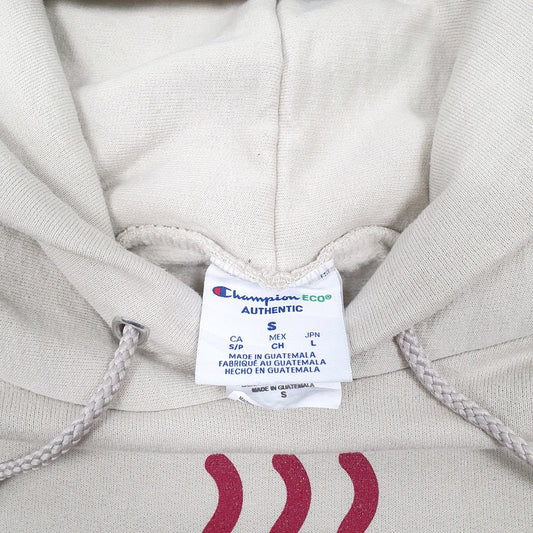 Champion ECO®
AUTHENTIC
S
CA MEX JPN
S/P CH L
MADE IN GUATEMALA
FABRIQUÉ AU GUATEMALA
HECHO EN GUATEMALA
MADE IN GUATEMALA
S